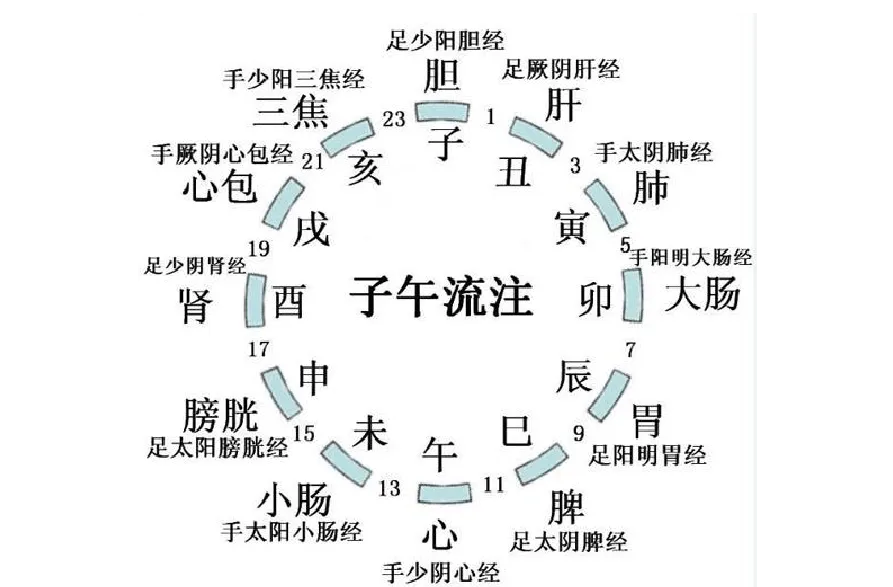 足少阳胆经
胆
子
1
足厥阴肝经
肝
丑
3
手太阴肺经
肺
寅
5
手阳明大肠经
大肠
卯
7
辰
胃
足阳明胃经
9
巳
脾
足太阴脾经
11
午
心
手少阴心经
13
未
小肠
手太阳小肠经
15
申
膀胱
足太阳膀胱经
17
足少阴肾经
肾
酉
19
手厥阴心包经
心包
戌
21
手少阳三焦经
三焦
亥
23
子午流注